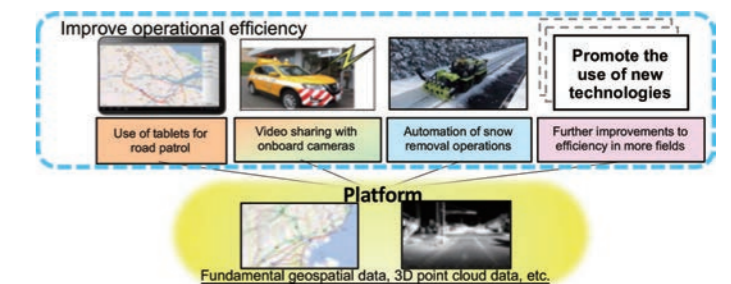 Improve operational efficiency
Promote the
use of new
technologies
Use of tablets for
road patrol
Video sharing with
onboard cameras
Automation of snow
removal operations
Further improvements to
efficiency in more fields
Platform
Fundamental geospatial data, 3D point cloud data, etc.